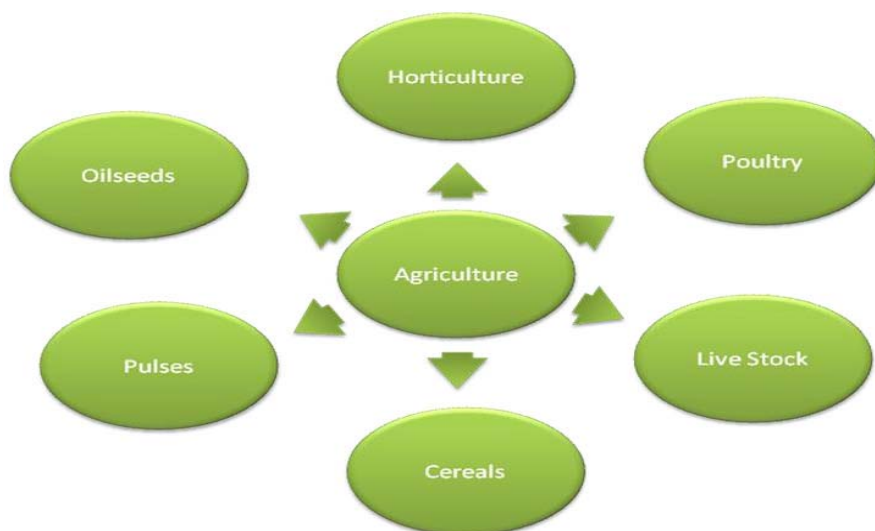 Horticulture
Oilseeds
Poultry
Agriculture
Pulses
Live Stock
Cereals